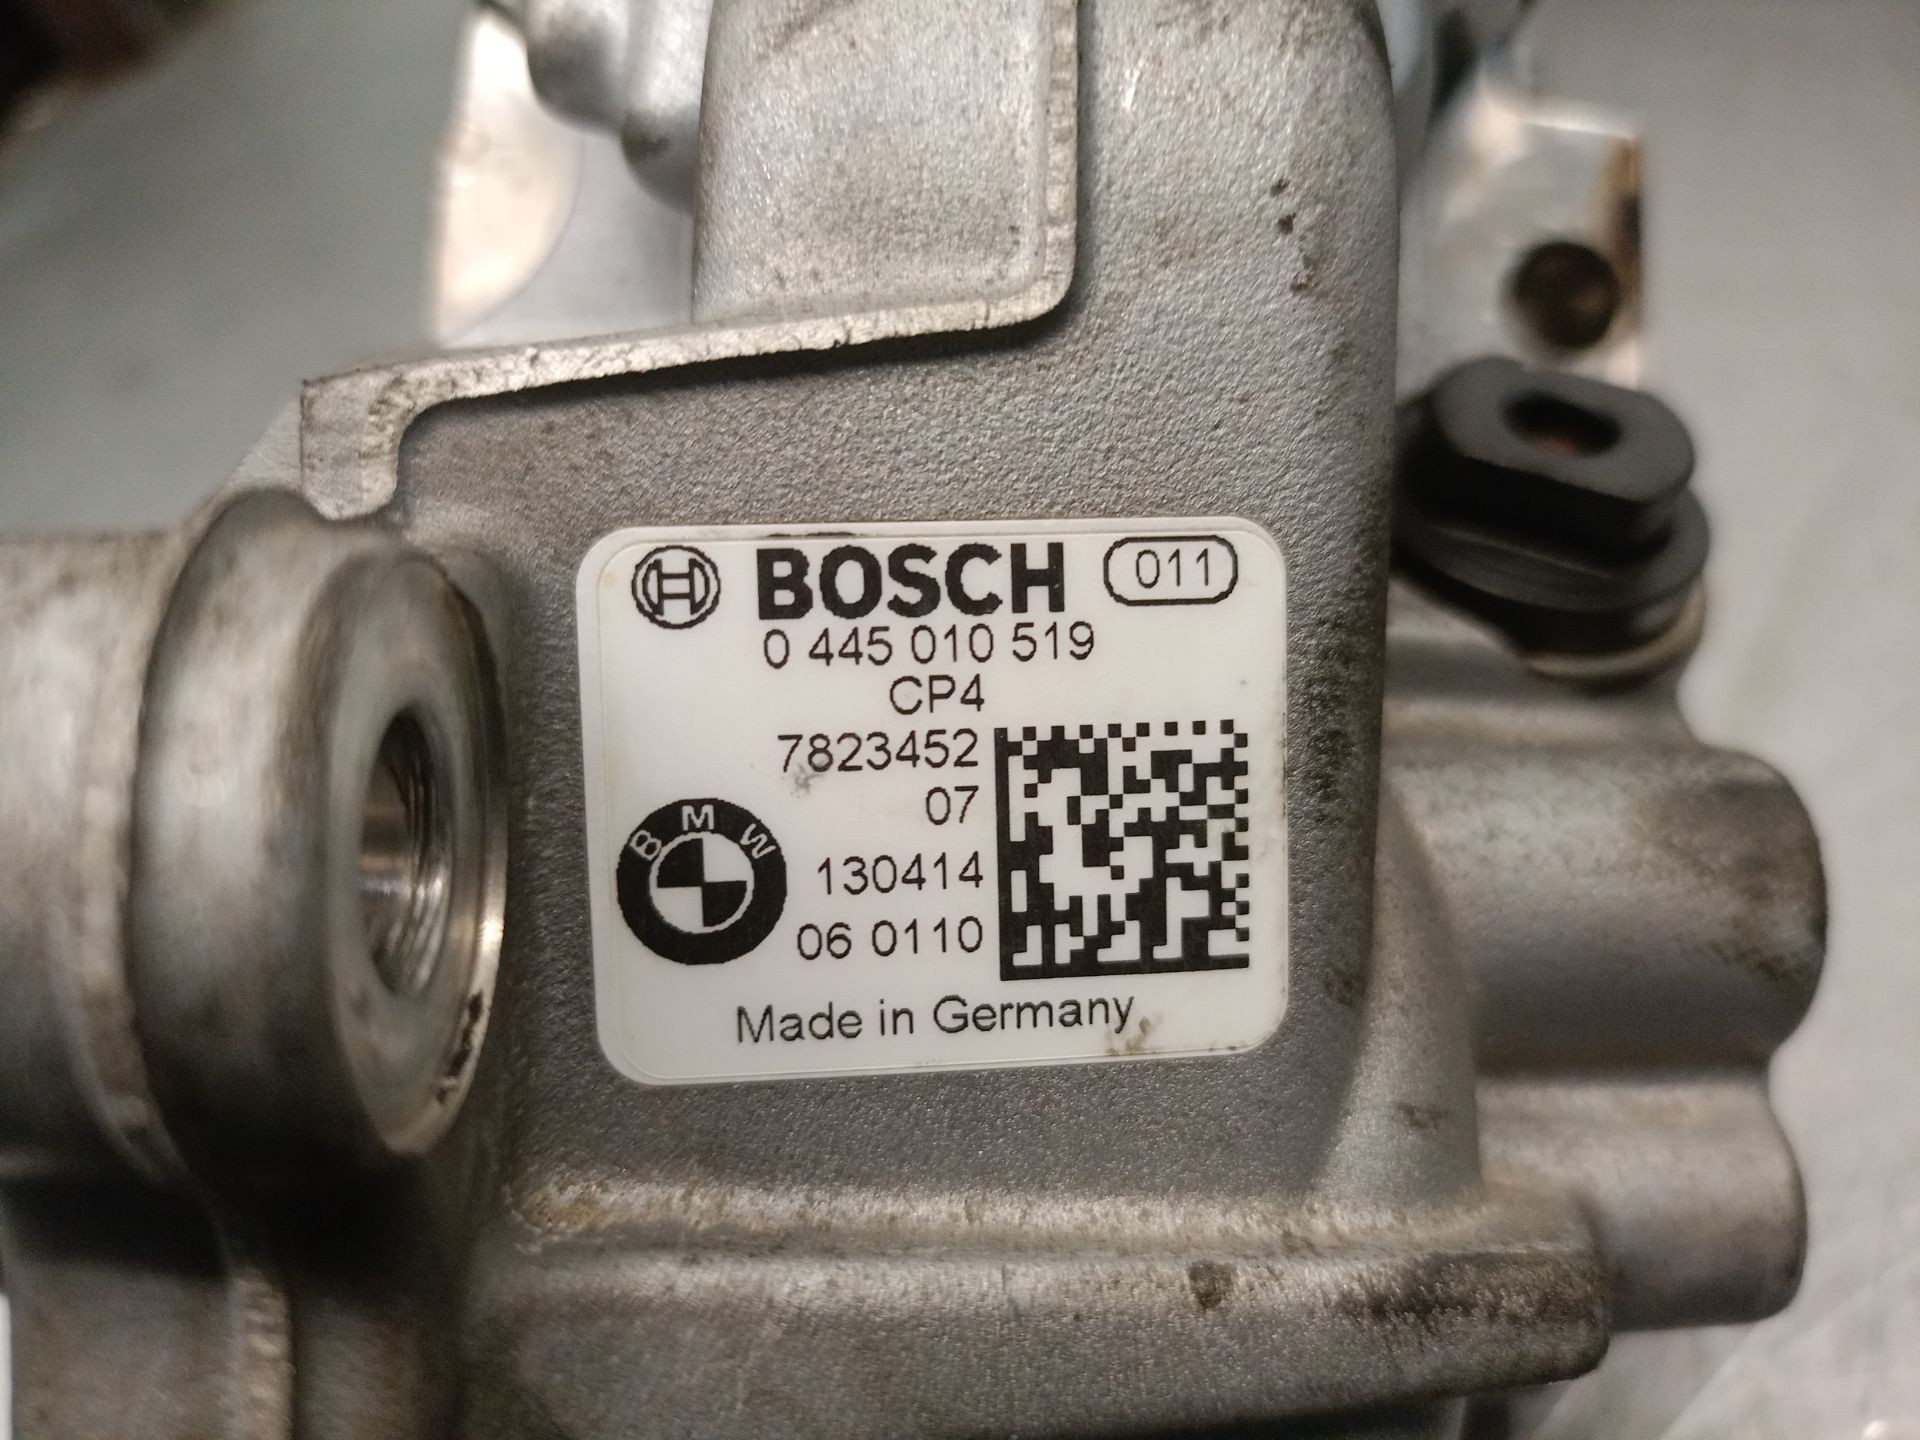 BOSCH 011
0 445 010 519
CP4
7823452
07
BMW
130414
06 0110
Made in Germany